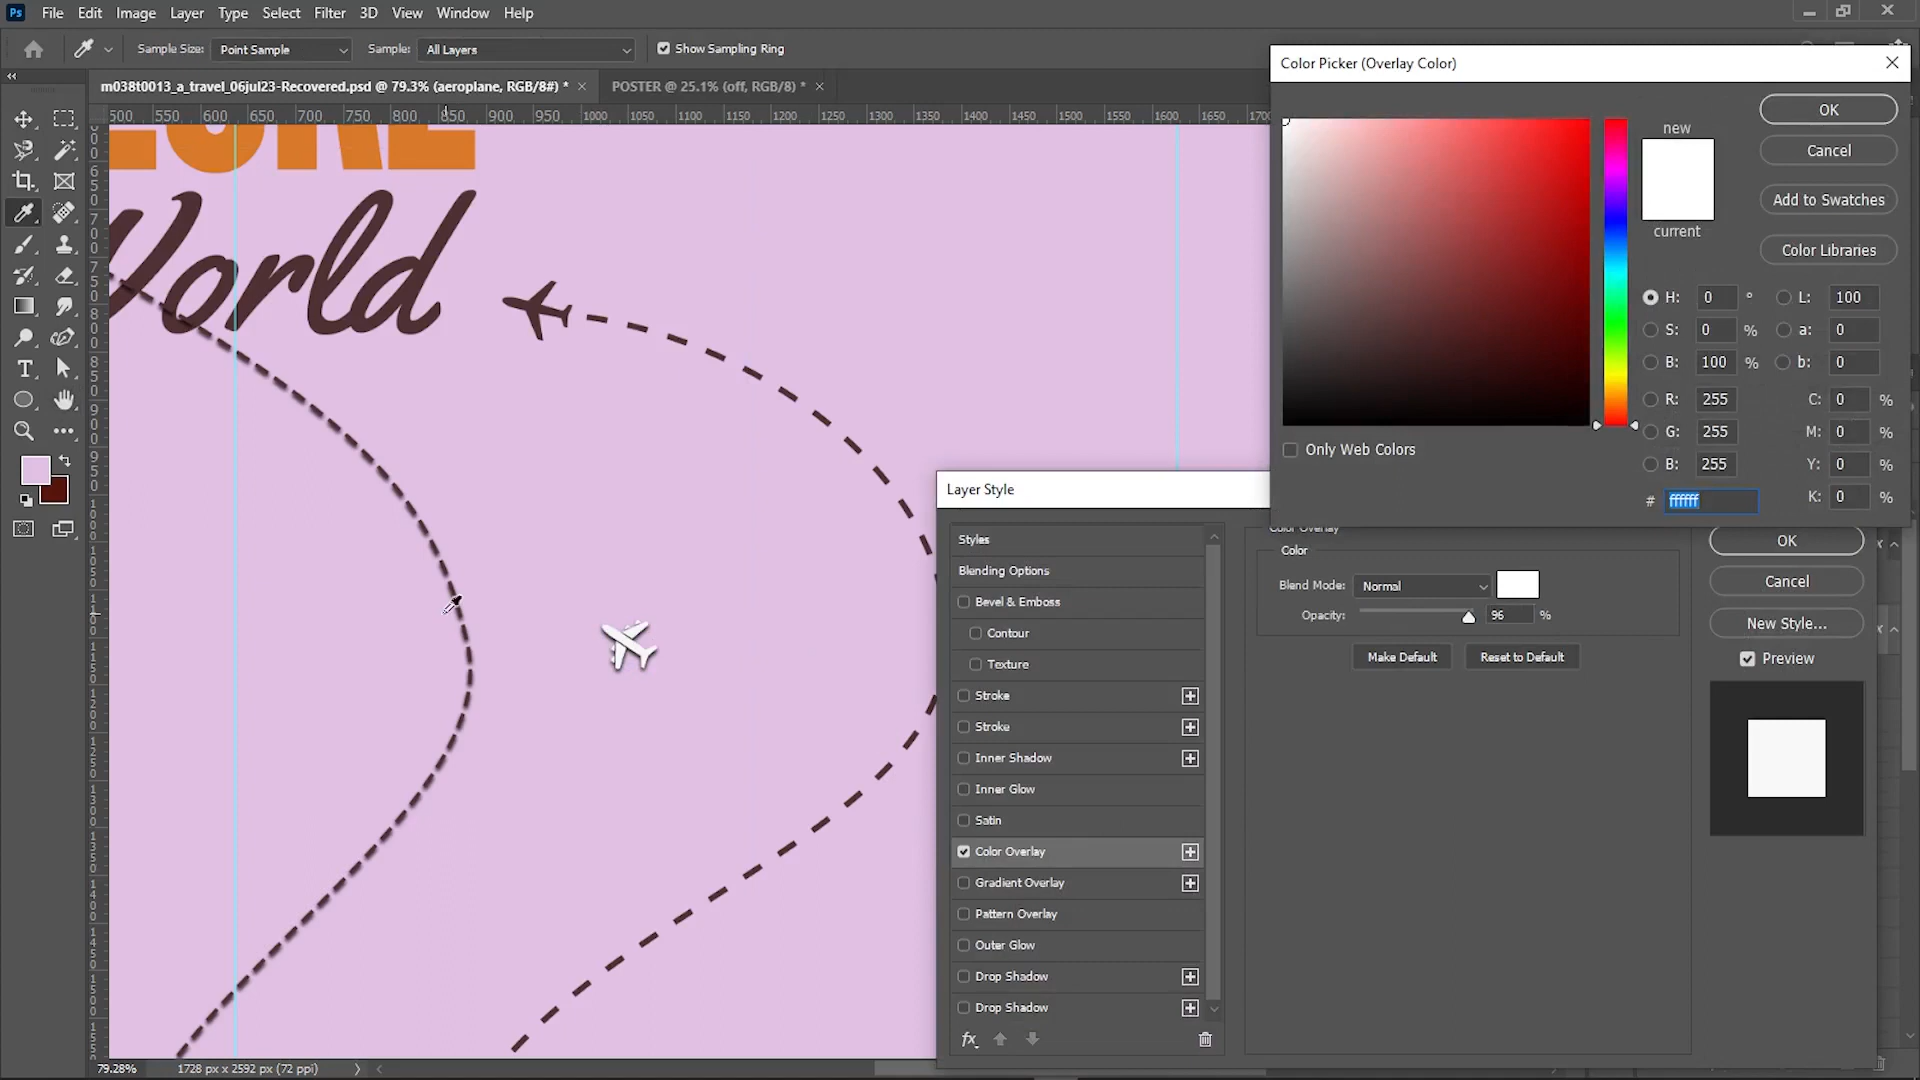 Ps File Edit Image Layer Type Select Filter 3D View Window Help
Sample Size: Point Sample Sample: All Layers Show Sampling Ring
m038t0013_a_travel_06jul23-Recovered.psd @ 79.3% (aeroplane, RGB/8#) * × POSTER @ 25.1% (off, RGB/8) * ×
500 550 600 650 700 750 800 850 900 950 1000 1050 1100 1150 1200 1250 1300 1350 1400 1450 1500 1550 1600 1650 1700
World
Color Picker (Overlay Color)
new
current
OK
Cancel
Add to Swatches
Color Libraries
H: 0 ° L: 100
S: 0 % a: 0
B: 100 % b: 0
R: 255 C: 0 %
G: 255 M: 0 %
B: 255 Y: 0 %
# ffffff K: 0 %
Only Web Colors
Layer Style
Styles
Blending Options
Bevel & Emboss
Contour
Texture
Stroke
Stroke
Inner Shadow
Inner Glow
Satin
Color Overlay
Gradient Overlay
Pattern Overlay
Outer Glow
Drop Shadow
Drop Shadow
fx
Color Overlay
Color
Blend Mode: Normal
Opacity: 96 %
Make Default Reset to Default
OK
Cancel
New Style...
Preview
79.28% 1728 px x 2592 px (72 ppi)